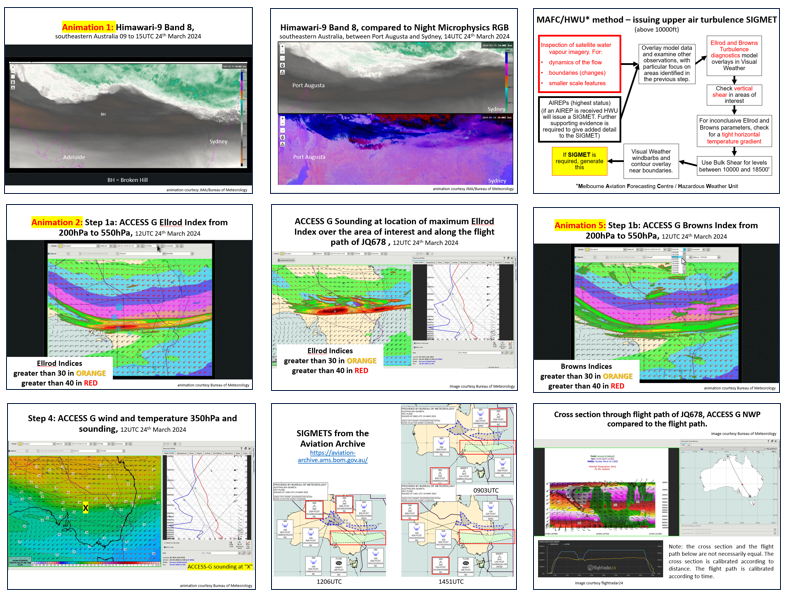 Animation 1: Himawari-9 Band 8,
southeastern Australia 09 to 15UTC 24th March 2024
BH
Adelaide
Sydney
BH = Broken Hill
animation courtesy JMA/Bureau of Meteorology
Himawari-9 Band 8, compared to Night Microphysics RGB
southeastern Australia, between Port Augusta and Sydney, 14UTC 24th March 2024
Port Augusta
Sydney
Port Augusta
Sydney
animation courtesy JMA/Bureau of Meteorology
MAFC/HWU* method – issuing upper air turbulence SIGMET
(above 10000ft)
Inspection of satellite water
vapour imagery. For:
• dynamics of the flow
• boundaries (changes)
• smaller scale features
Overlay model data
and examine other
observations, with
particular focus on
areas identified in
the previous step.
Ellrod and Browns
Turbulence
diagnostics model
overlays in Visual
Weather
AIREPs (highest status)
(if an AIREP is received HWU
will issue a SIGMET. Further
supporting evidence is
required to give added detail
to the SIGMET)
Check vertical
shear in areas of
interest
For inconclusive Ellrod and
Browns parameters, check
for a tight horizontal
temperature gradient
If SIGMET is
required, generate
this
Visual Weather
windbarbs and
contour overlay
near boundaries.
Use Bulk Shear for levels
between 10000 and 18500'
*Melbourne Aviation Forecasting Centre / Hazardous Weather Unit
Animation 2: Step 1a: ACCESS G Ellrod Index from
200hPa to 550hPa, 12UTC 24th March 2024
Ellrod Indices
greater than 30 in ORANGE
greater than 40 in RED
animation courtesy Bureau of Meteorology
ACCESS G Sounding at location of maximum Ellrod
Index over the area of interest and along the flight
path of JQ678 , 12UTC 24th March 2024
Ellrod Indices
greater than 30 in ORANGE
greater than 40 in RED
Image courtesy Bureau of Meteorology
Animation 5: Step 1b: ACCESS G Browns Index from
200hPa to 550hPa, 12UTC 24th March 2024
Browns Indices
greater than 30 in ORANGE
greater than 40 in RED
animation courtesy Bureau of Meteorology
Step 4: ACCESS G wind and temperature 350hPa and
sounding, 12UTC 24th March 2024
X
ACCESS-G sounding at "X"
animation courtesy Bureau of Meteorology
SIGMETS from the
Aviation Archive
https://aviation-
archive.ams.bom.gov.au/
0903UTC
1206UTC
1451UTC
Cross section through flight path of JQ678, ACCESS G NWP
compared to the flight path.
Image courtesy Bureau of Meteorology
flightradar24
Image courtesy flightradar24
Note: the cross section and the flight
path below are not necessarily equal. The
cross section is calibrated according to
distance. The flight path is calibrated
according to time.